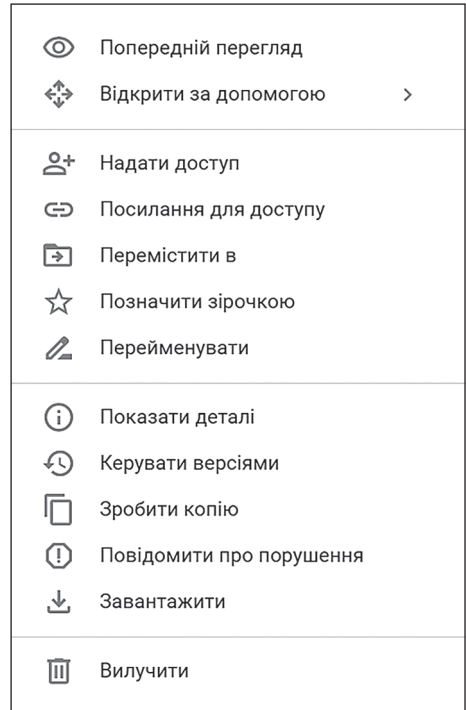 Попередній перегляд
Відкрити за допомогою
Надати доступ
Посилання для доступу
Перемістити в
Позначити зірочкою
Перейменувати
Показати деталі
Керувати версіями
Зробити копію
Повідомити про порушення
Завантажити
Вилучити